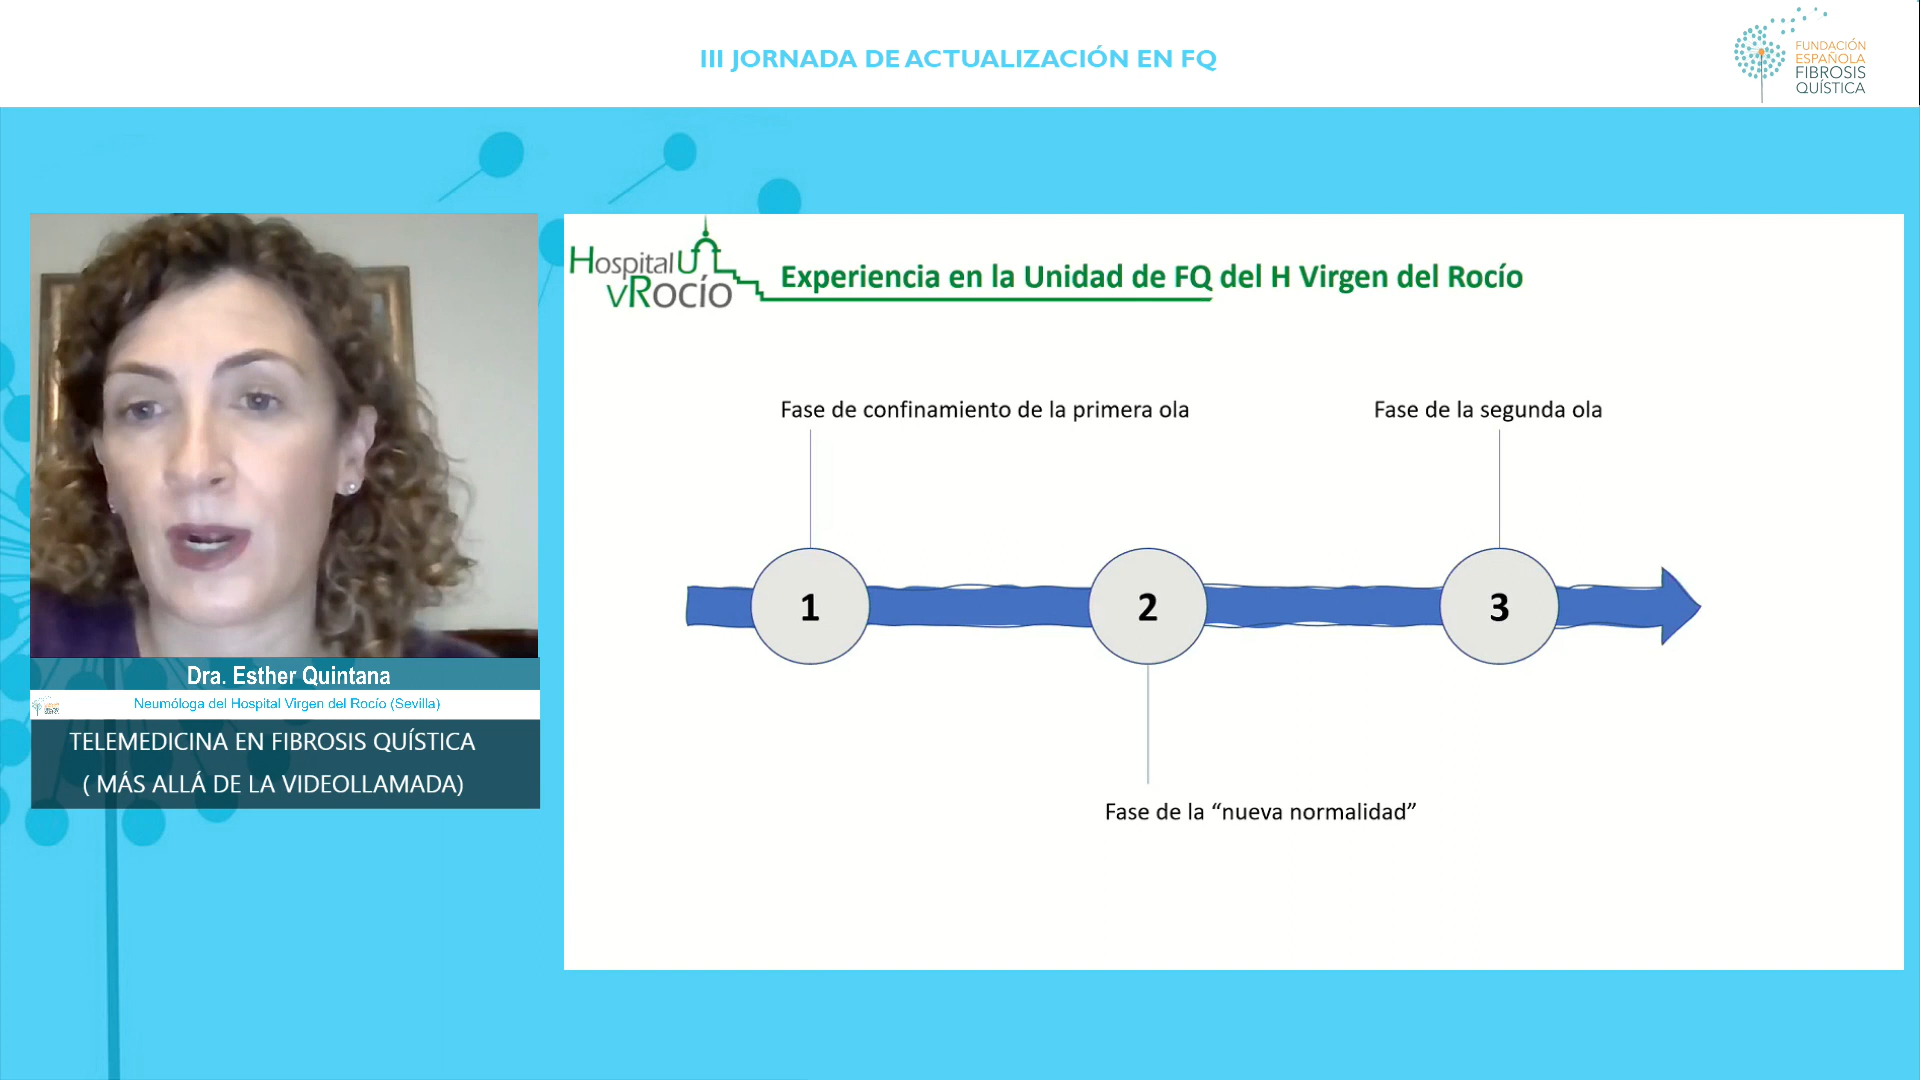 III JORNADA DE ACTUALIZACIÓN EN FQ
FUNDACIÓN
ESPAÑOLA
FIBROSIS
QUÍSTICA
Hospital U
vRocío
Experiencia en la Unidad de FQ del H Virgen del Rocío
Fase de confinamiento de la primera ola
Fase de la segunda ola
1
2
3
Fase de la “nueva normalidad”
Dra. Esther Quintana
Neumóloga del Hospital Virgen del Rocío (Sevilla)
TELEMEDICINA EN FIBROSIS QUÍSTICA
( MÁS ALLÁ DE LA VIDEOLLAMADA)